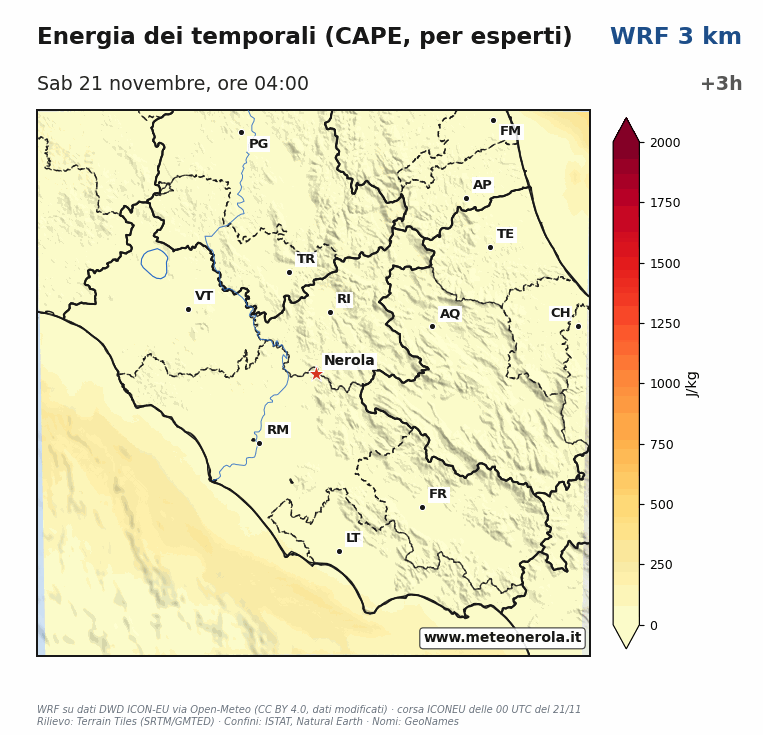 Energia dei temporali (CAPE, per esperti)
WRF 3 km
Sab 21 novembre, ore 04:00
+3h
FM
PG
AP
TE
TR
VT
RI
AQ
CH
Nerola
RM
FR
LT
2000
1750
1500
1250
1000
750
500
250
0
J/kg
www.meteonerola.it
WRF su dati DWD ICON-EU via Open-Meteo (CC BY 4.0, dati modificati) · corsa ICONEU delle 00 UTC del 21/11
Rilievo: Terrain Tiles (SRTM/GMTED) · Confini: ISTAT, Natural Earth · Nomi: GeoNames